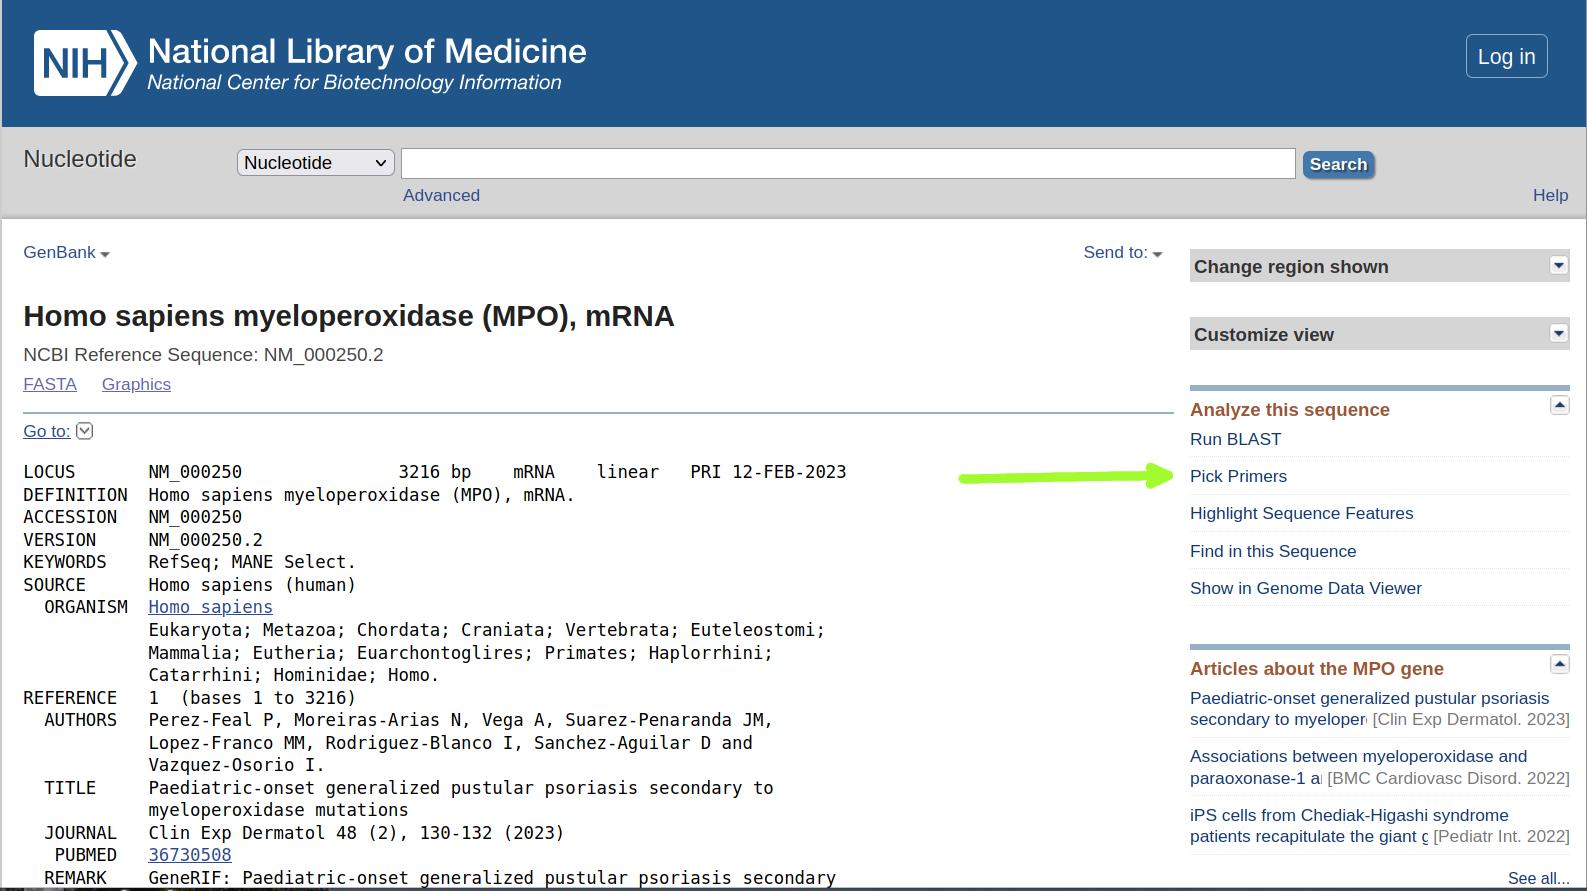 NIH
National Library of Medicine
National Center for Biotechnology Information
Log in
Nucleotide
Nucleotide
Search
Advanced
Help
GenBank
Send to:
Homo sapiens myeloperoxidase (MPO), mRNA
NCBI Reference Sequence: NM_000250.2
FASTA Graphics
Go to:
LOCUS NM_000250 3216 bp mRNA linear PRI 12-FEB-2023
DEFINITION Homo sapiens myeloperoxidase (MPO), mRNA.
ACCESSION NM_000250
VERSION NM_000250.2
KEYWORDS RefSeq; MANE Select.
SOURCE Homo sapiens (human)
ORGANISM Homo sapiens
Eukaryota; Metazoa; Chordata; Craniata; Vertebrata; Euteleostomi;
Mammalia; Eutheria; Euarchontoglires; Primates; Haplorrhini;
Catarrhini; Hominidae; Homo.
REFERENCE 1 (bases 1 to 3216)
AUTHORS Perez-Feal P, Moreiras-Arias N, Vega A, Suarez-Penaranda JM,
Lopez-Franco MM, Rodriguez-Blanco I, Sanchez-Aguilar D and
Vazquez-Osorio I.
TITLE Paediatric-onset generalized pustular psoriasis secondary to
myeloperoxidase mutations
JOURNAL Clin Exp Dermatol 48 (2), 130-132 (2023)
PUBMED 36730508
REMARK GeneRIF: Paediatric-onset generalized pustular psoriasis secondary
Change region shown
Customize view
Analyze this sequence
Run BLAST
Pick Primers
Highlight Sequence Features
Find in this Sequence
Show in Genome Data Viewer
Articles about the MPO gene
Paediatric-onset generalized pustular psoriasis
secondary to myeloper [Clin Exp Dermatol. 2023]
Associations between myeloperoxidase and
paraoxonase-1 a [BMC Cardiovasc Disord. 2022]
iPS cells from Chediak-Higashi syndrome
patients recapitulate the giant g [Pediatr Int. 2022]
See all...